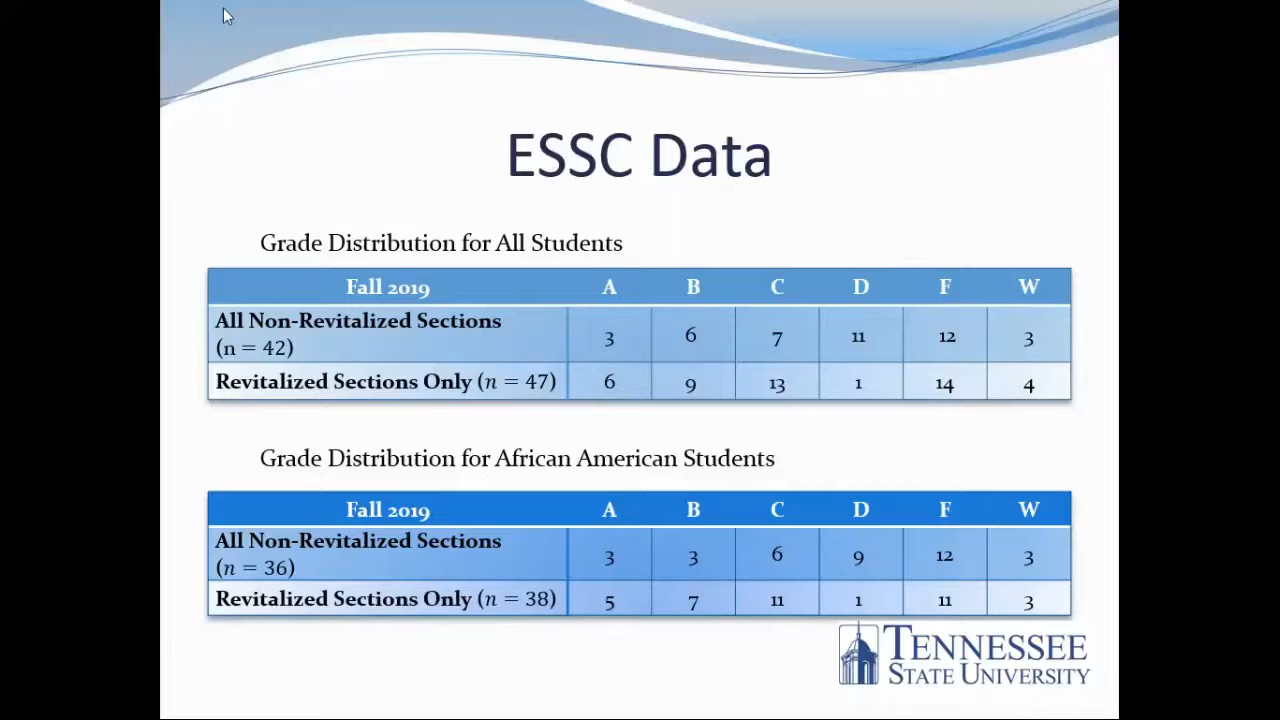 ESSC Data
Grade Distribution for All Students
Fall 2019 A B C D F W
All Non-Revitalized Sections
(n = 42) 3 6 7 11 12 3
Revitalized Sections Only (n = 47) 6 9 13 1 14 4
Grade Distribution for African American Students
Fall 2019 A B C D F W
All Non-Revitalized Sections
(n = 36) 3 3 6 9 12 3
Revitalized Sections Only (n = 38) 5 7 11 1 11 3
TENNESSEE
STATE UNIVERSITY